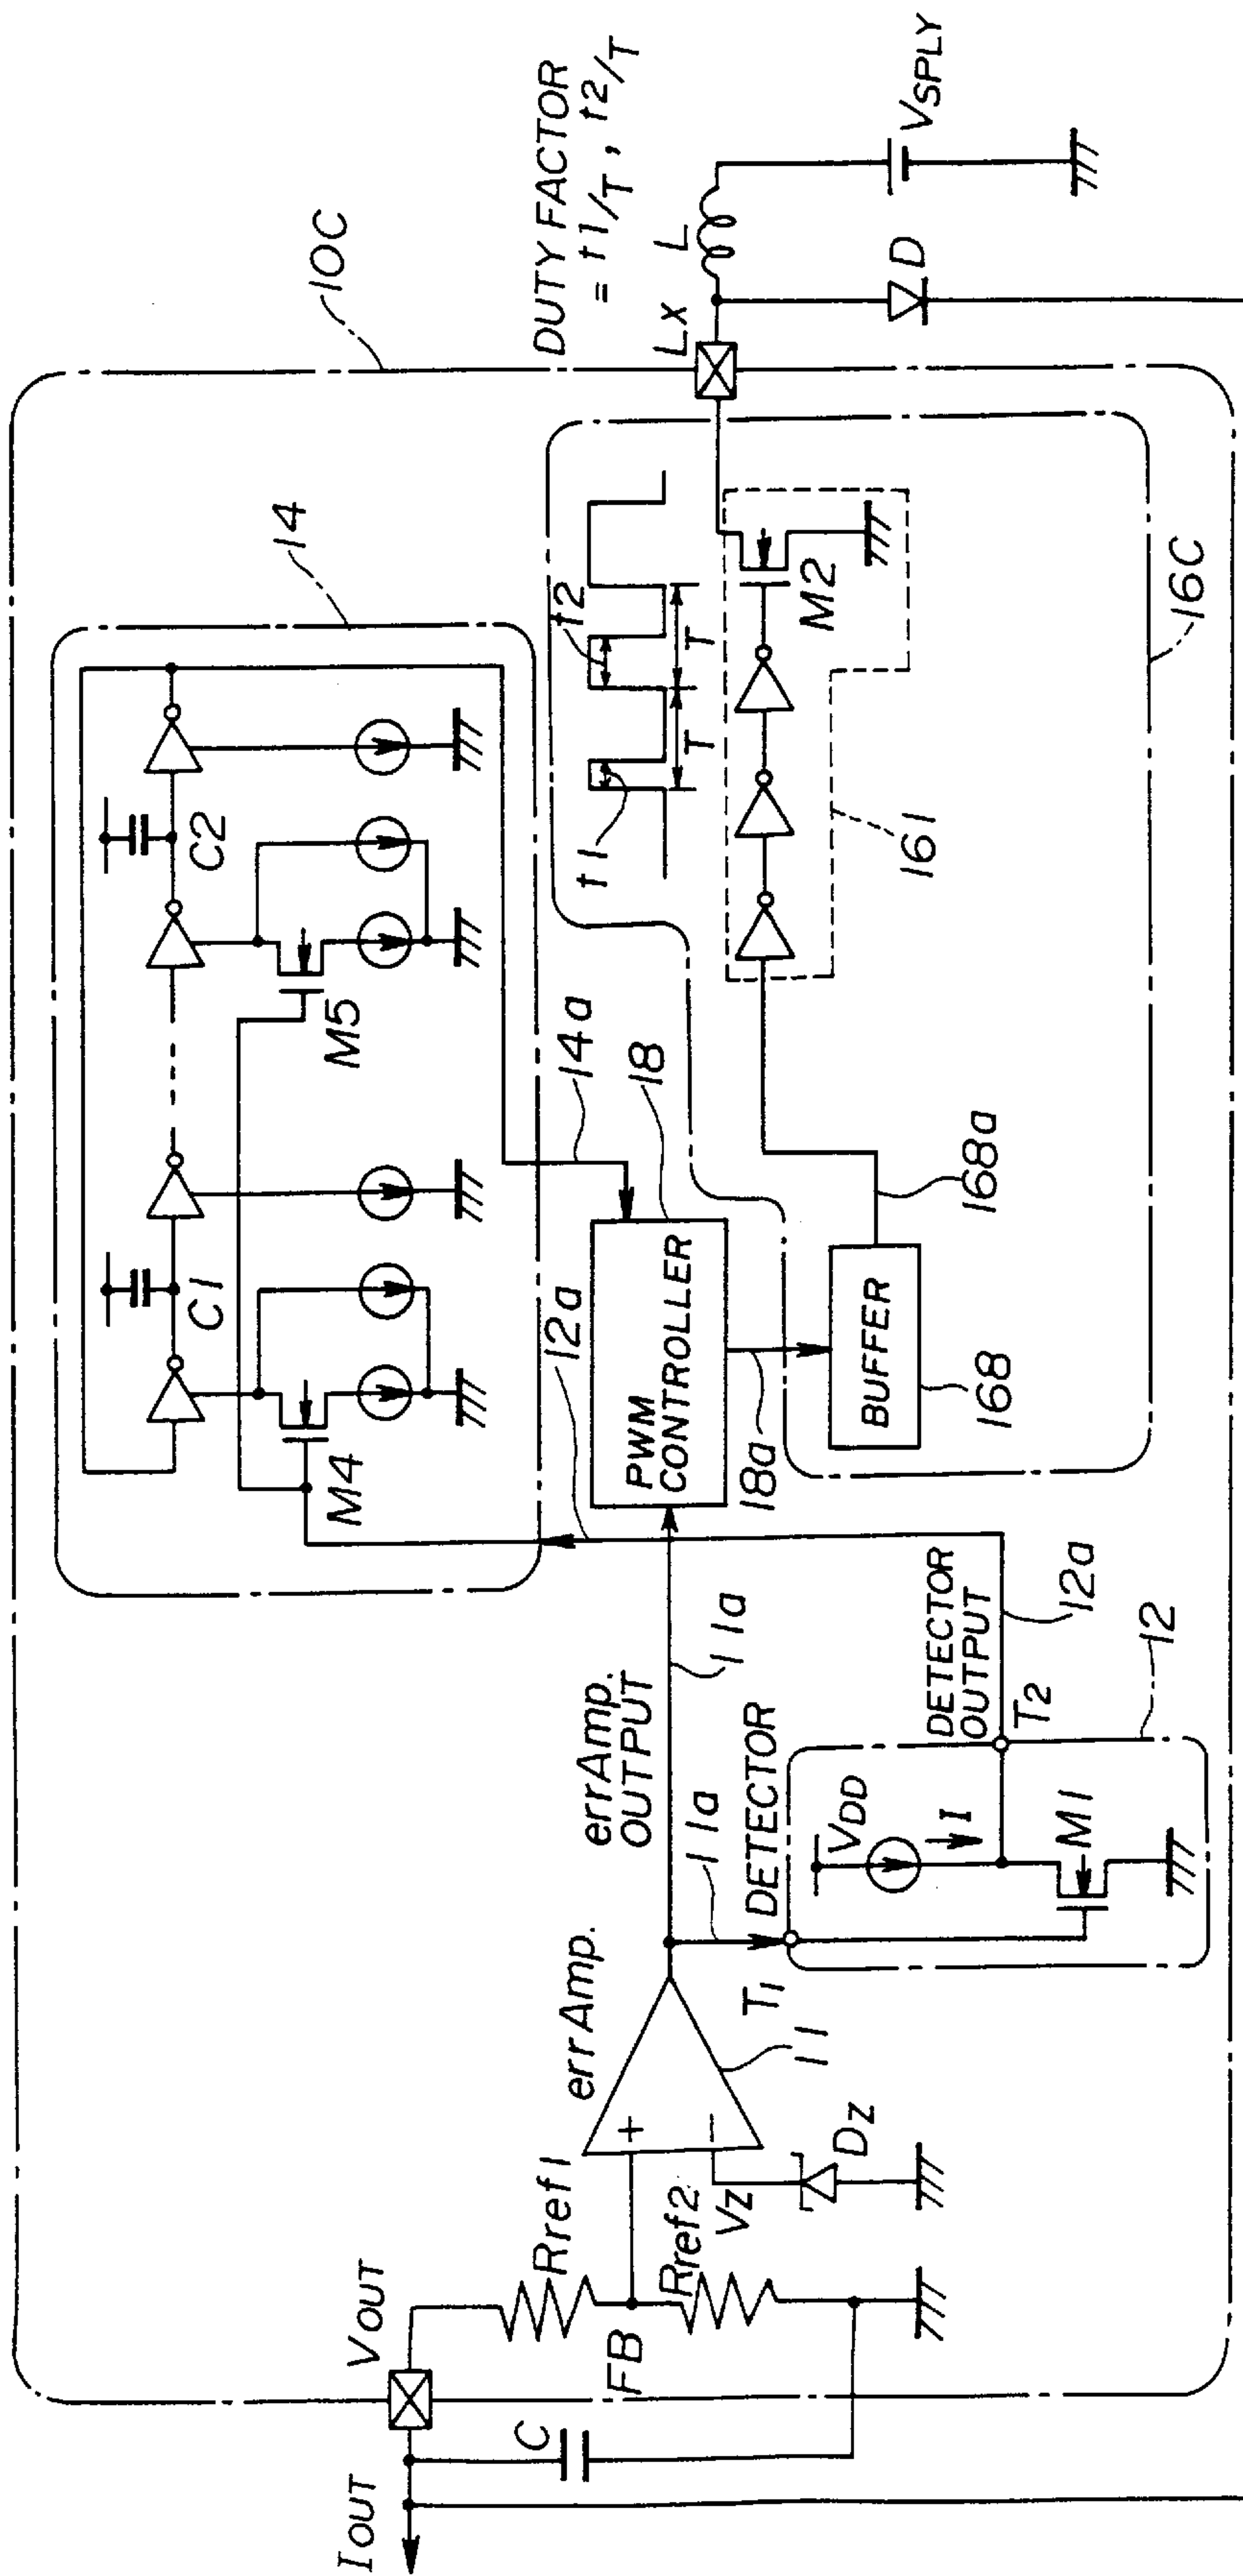 10C
14
C1
C2
M4
M5
14a
12a
18
PWM
CONTROLLER
18a
BUFFER
168
168a
161
M2
16C
t1
t2
T
T
DUTY FACTOR
= t1/T , t2/T
LX
L
D
VSPLY
IOUT
VOUT
C
FB
Rref1
Rref2
VZ
DZ
errAmp.
11
errAmp.
OUTPUT
11a
11a
T1
DETECTOR
VDD
I
M1
T2
DETECTOR
OUTPUT
12a
12
+
−